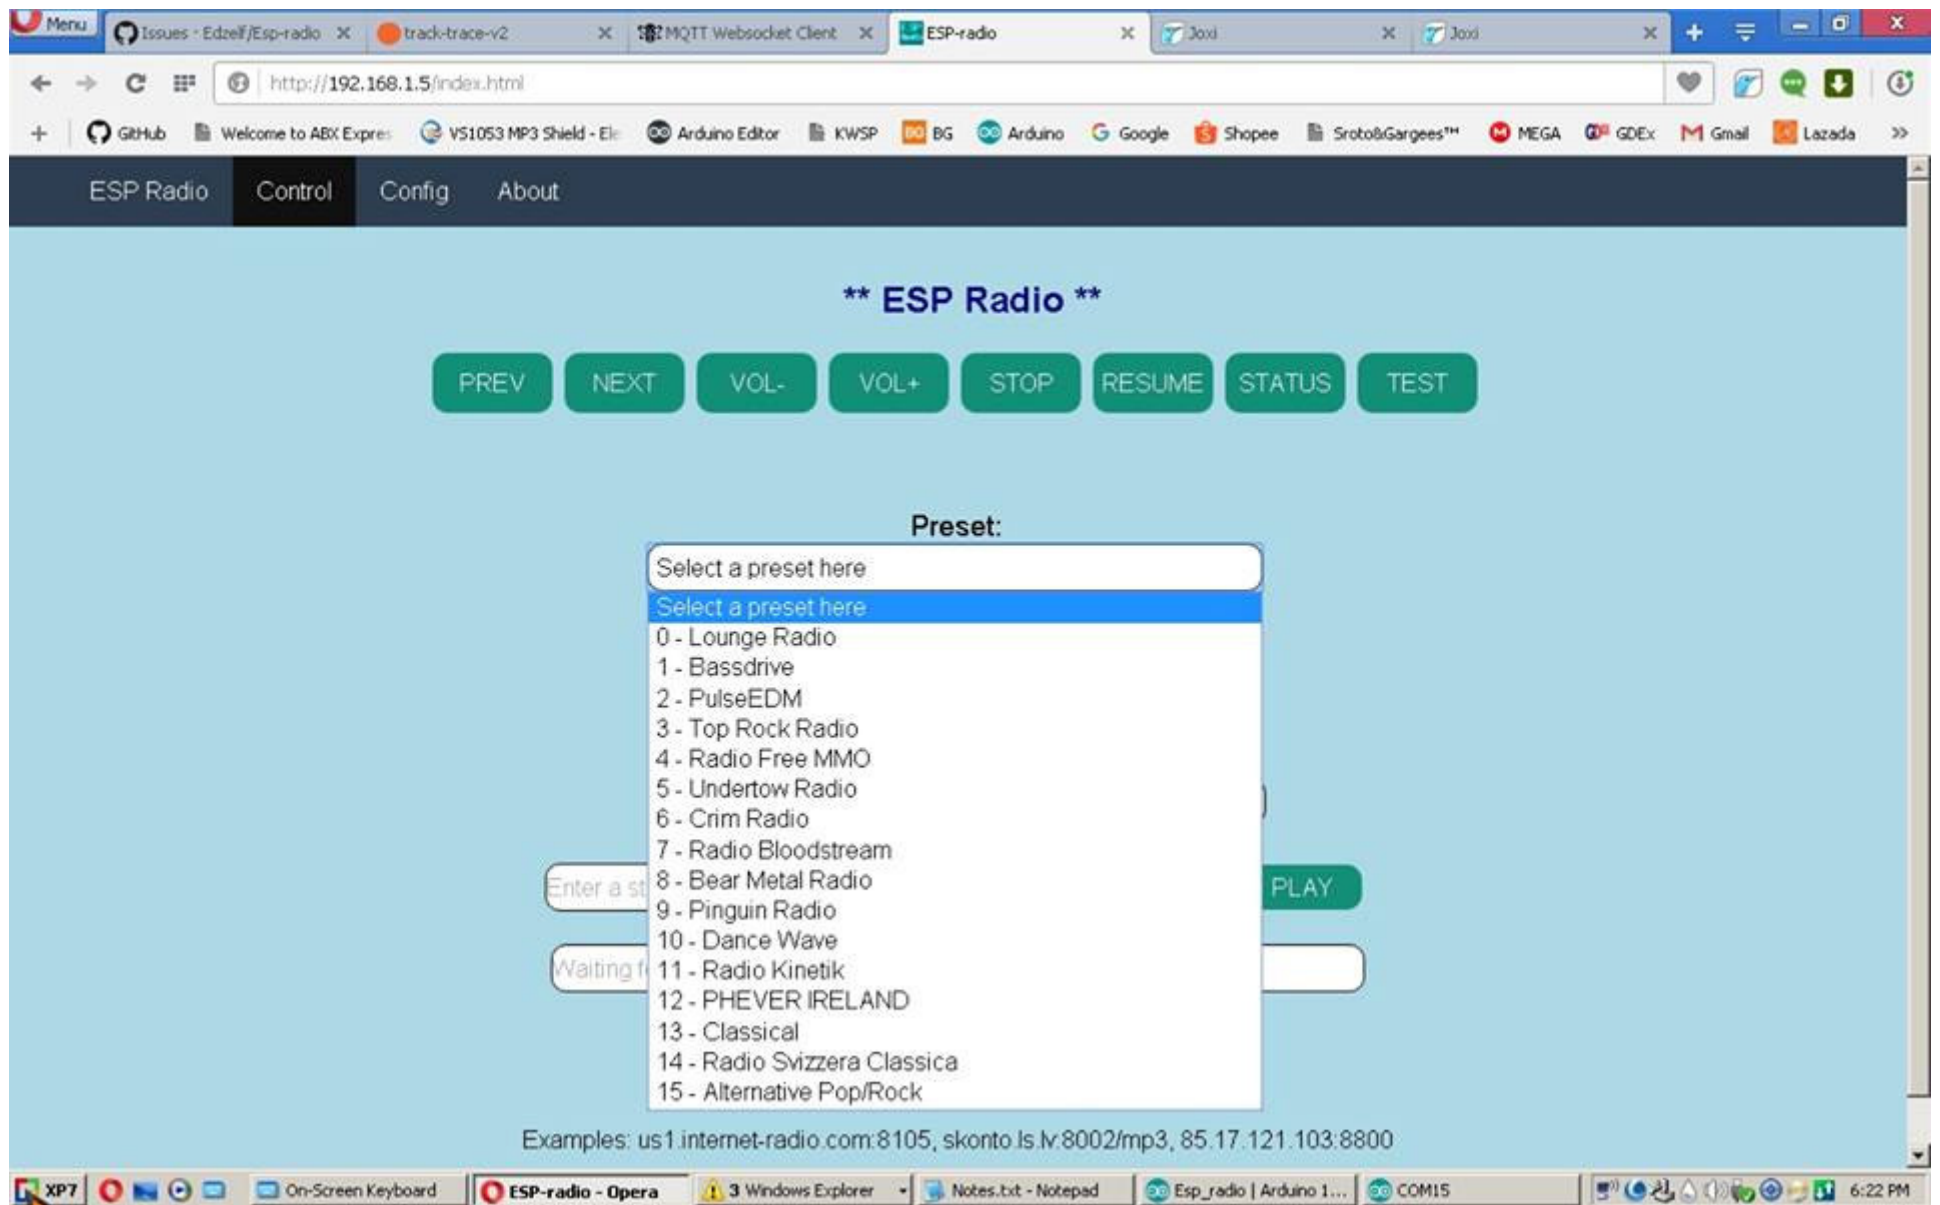 Menu
Issues · Edzelf/Esp-radio
track-trace-v2
MQTT Websocket Client
ESP-radio
Joxi
Joxi
http://192.168.1.5/index.html
GitHub
Welcome to ABX Expres
VS1053 MP3 Shield - Ele
Arduino Editor
KWSP
BG
Arduino
Google
Shopee
Sroto&Gargees™
MEGA
GDEx
Gmail
Lazada
ESP Radio
Control
Config
About
** ESP Radio **
PREV
NEXT
VOL-
VOL+
STOP
RESUME
STATUS
TEST
Preset:
Select a preset here
Select a preset here
0 - Lounge Radio
1 - Bassdrive
2 - PulseEDM
3 - Top Rock Radio
4 - Radio Free MMO
5 - Undertow Radio
6 - Crim Radio
7 - Radio Bloodstream
Enter a st
8 - Bear Metal Radio
PLAY
9 - Pinguin Radio
10 - Dance Wave
Waiting f
11 - Radio Kinetik
12 - PHEVER IRELAND
13 - Classical
14 - Radio Svizzera Classica
15 - Alternative Pop/Rock
Examples: us1.internet-radio.com:8105, skonto.ls.lv:8002/mp3, 85.17.121.103:8800
XP7
On-Screen Keyboard
ESP-radio - Opera
3 Windows Explorer
Notes.txt - Notepad
Esp_radio | Arduino 1...
COM15
6:22 PM